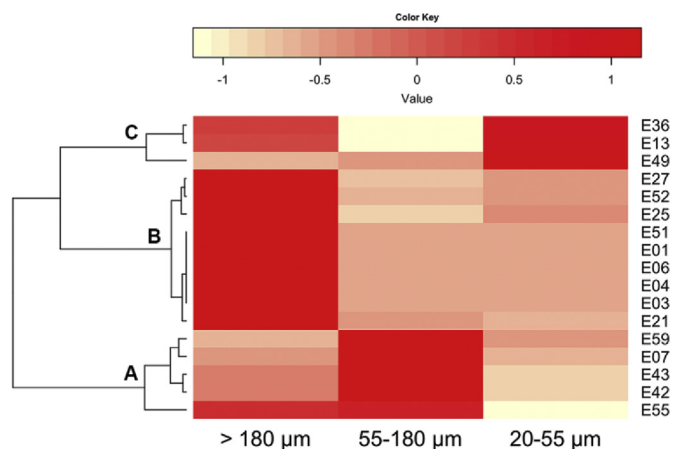 Color Key
-1 -0.5 0 0.5 1
Value
C
B
A
E36
E13
E49
E27
E52
E25
E51
E01
E06
E04
E03
E21
E59
E07
E43
E42
E55
> 180 µm 55-180 µm 20-55 µm